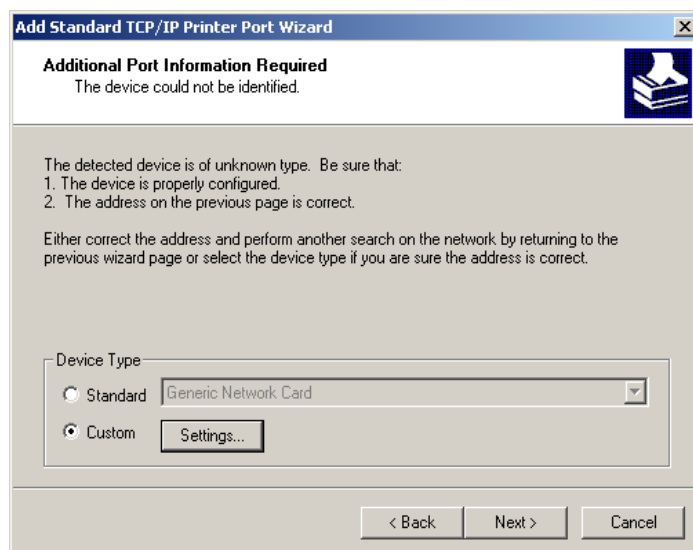 Add Standard TCP/IP Printer Port Wizard
Additional Port Information Required
The device could not be identified.
The detected device is of unknown type. Be sure that:
1. The device is properly configured.
2. The address on the previous page is correct.
Either correct the address and perform another search on the network by returning to the
previous wizard page or select the device type if you are sure the address is correct.
Device Type
Standard Generic Network Card
Custom Settings...
< Back Next > Cancel